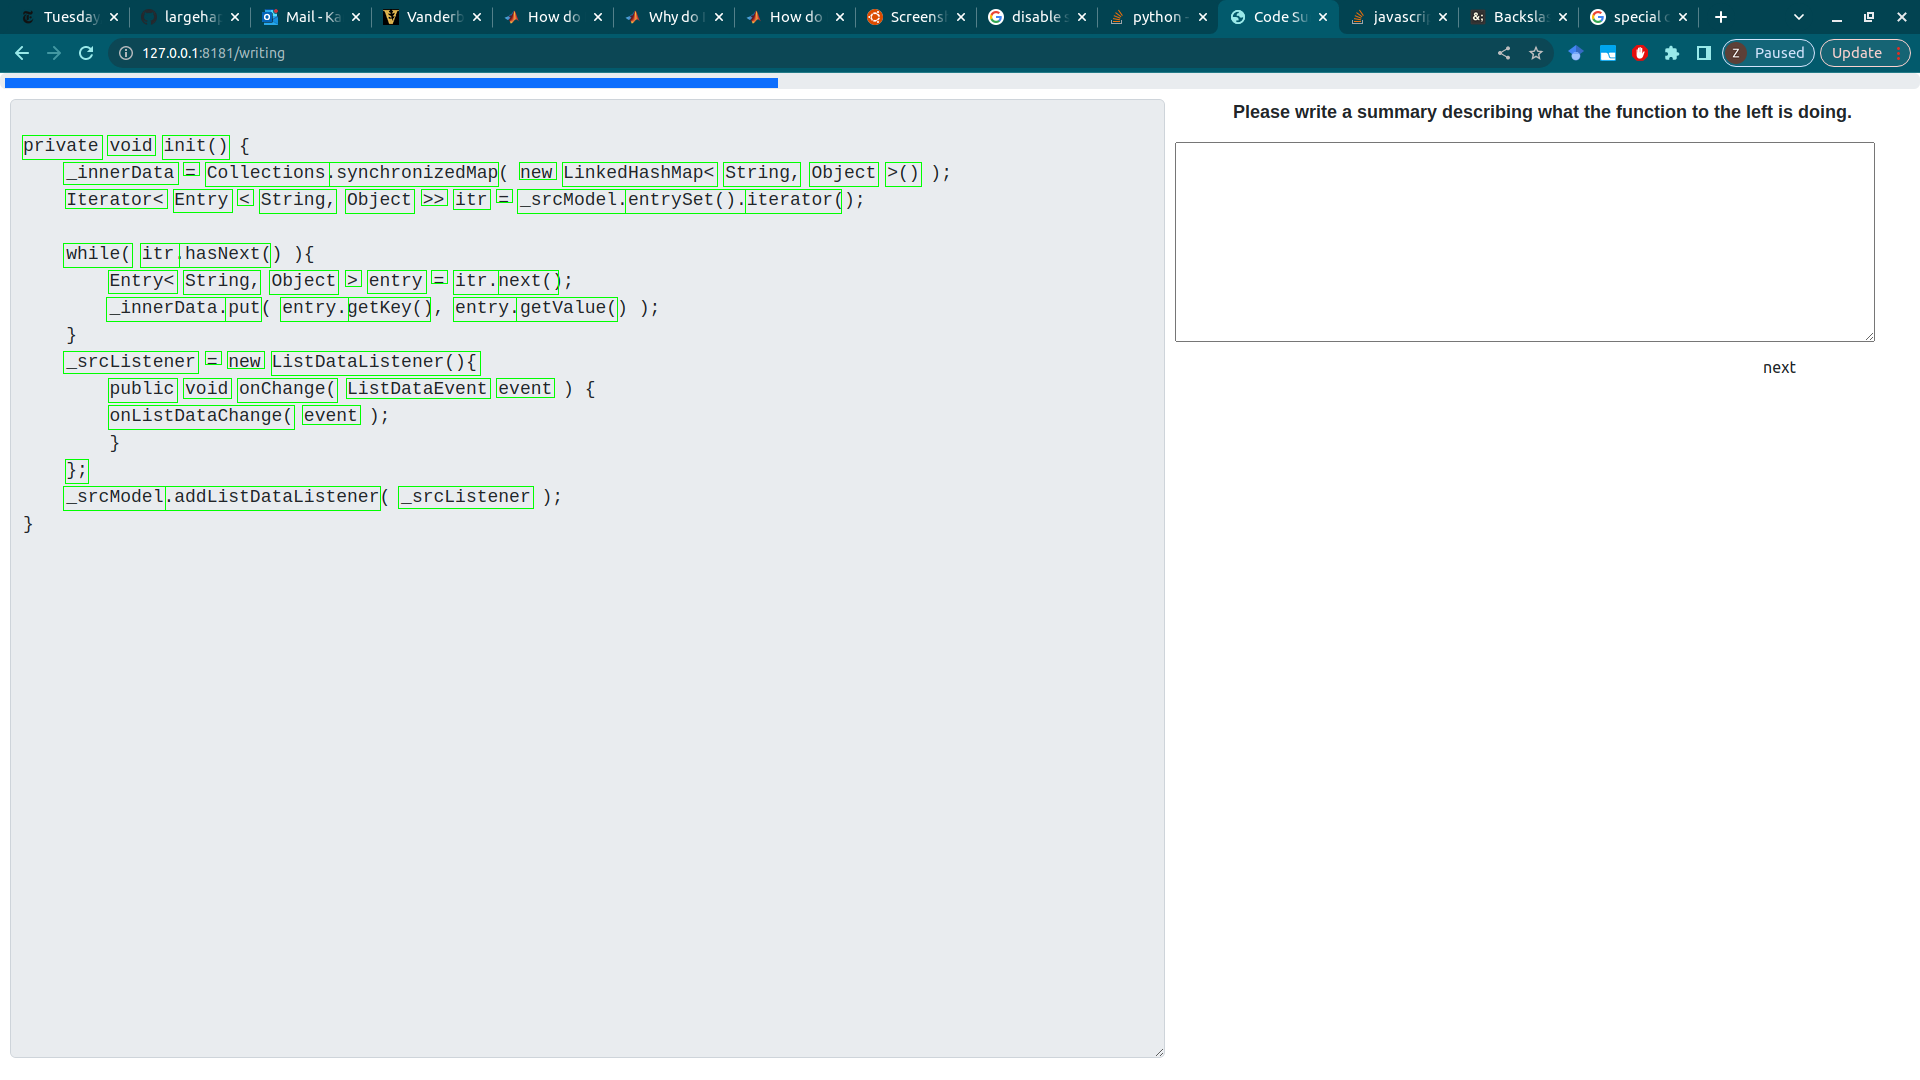 Tuesday largeha Mail - Ka Vanderb How do Why do How do Screens disable s python - Code Su javascrip Backsla special c
127.0.0.1:8181/writing Z Paused Update
Please write a summary describing what the function to the left is doing.
private void init() {
_innerData = Collections.synchronizedMap( new LinkedHashMap< String, Object >() );
Iterator< Entry < String, Object >> itr = _srcModel.entrySet().iterator();
while( itr.hasNext() ){
Entry< String, Object > entry = itr.next();
_innerData.put( entry.getKey(), entry.getValue() );
}
_srcListener = new ListDataListener(){
public void onChange( ListDataEvent event ) {
onListDataChange( event );
}
};
_srcModel.addListDataListener( _srcListener );
}
next